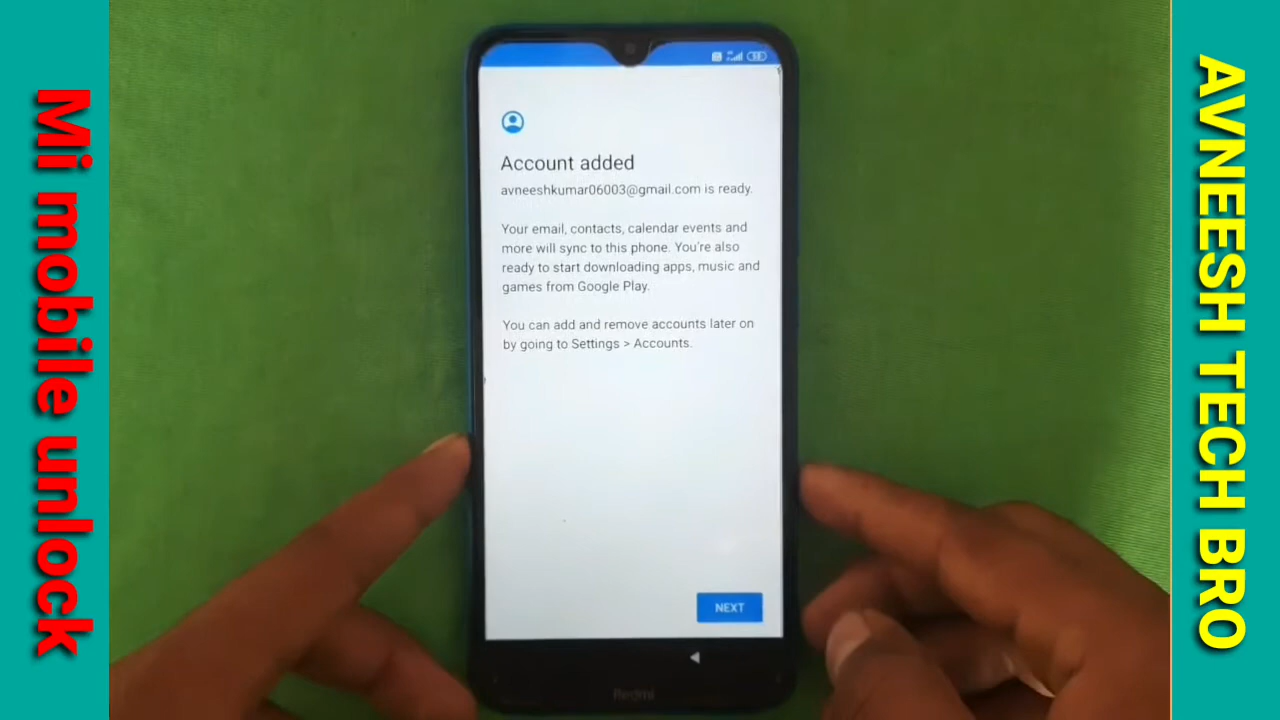 Mi mobile unlock
Account added
avneeshkumar06003@gmail.com is ready.
Your email, contacts, calendar events and
more will sync to this phone. You're also
ready to start downloading apps, music and
games from Google Play.
You can add and remove accounts later on
by going to Settings > Accounts.
NEXT
Redmi
AVNEESH TECH BRO